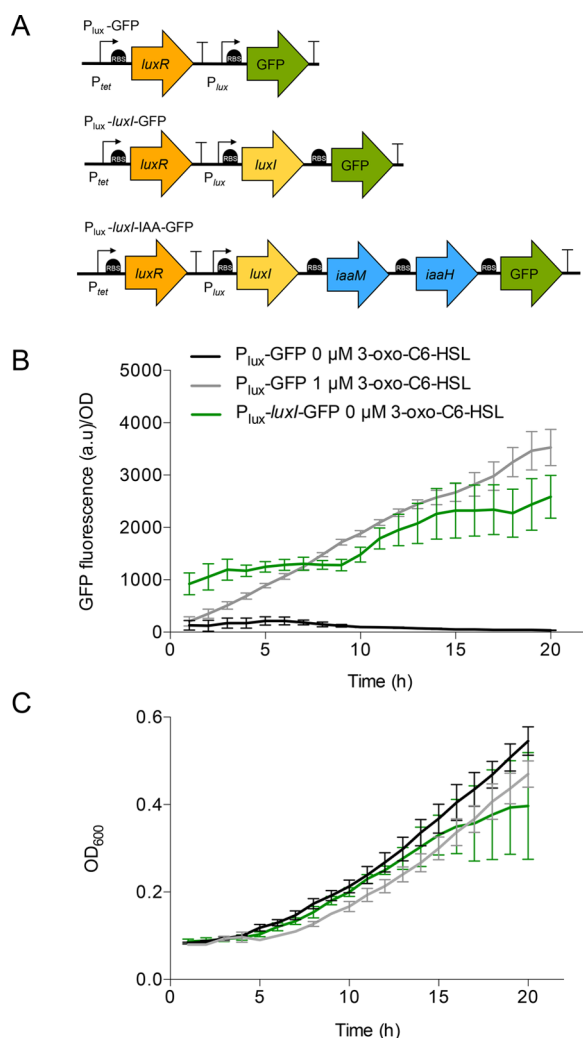 A
Plux-GFP
RBS luxR RBS GFP
Ptet Plux
Plux-luxI-GFP
RBS luxR RBS luxI RBS GFP
Ptet Plux
Plux-luxI-IAA-GFP
RBS luxR RBS luxI RBS iaaM RBS iaaH RBS GFP
Ptet Plux
B
Plux-GFP 0 µM 3-oxo-C6-HSL
Plux-GFP 1 µM 3-oxo-C6-HSL
Plux-luxI-GFP 0 µM 3-oxo-C6-HSL
GFP fluorescence (a.u)/OD
5000
4000
3000
2000
1000
0
0 5 10 15 20
Time (h)
C
OD600
0.6
0.4
0.2
0.0
0 5 10 15 20
Time (h)